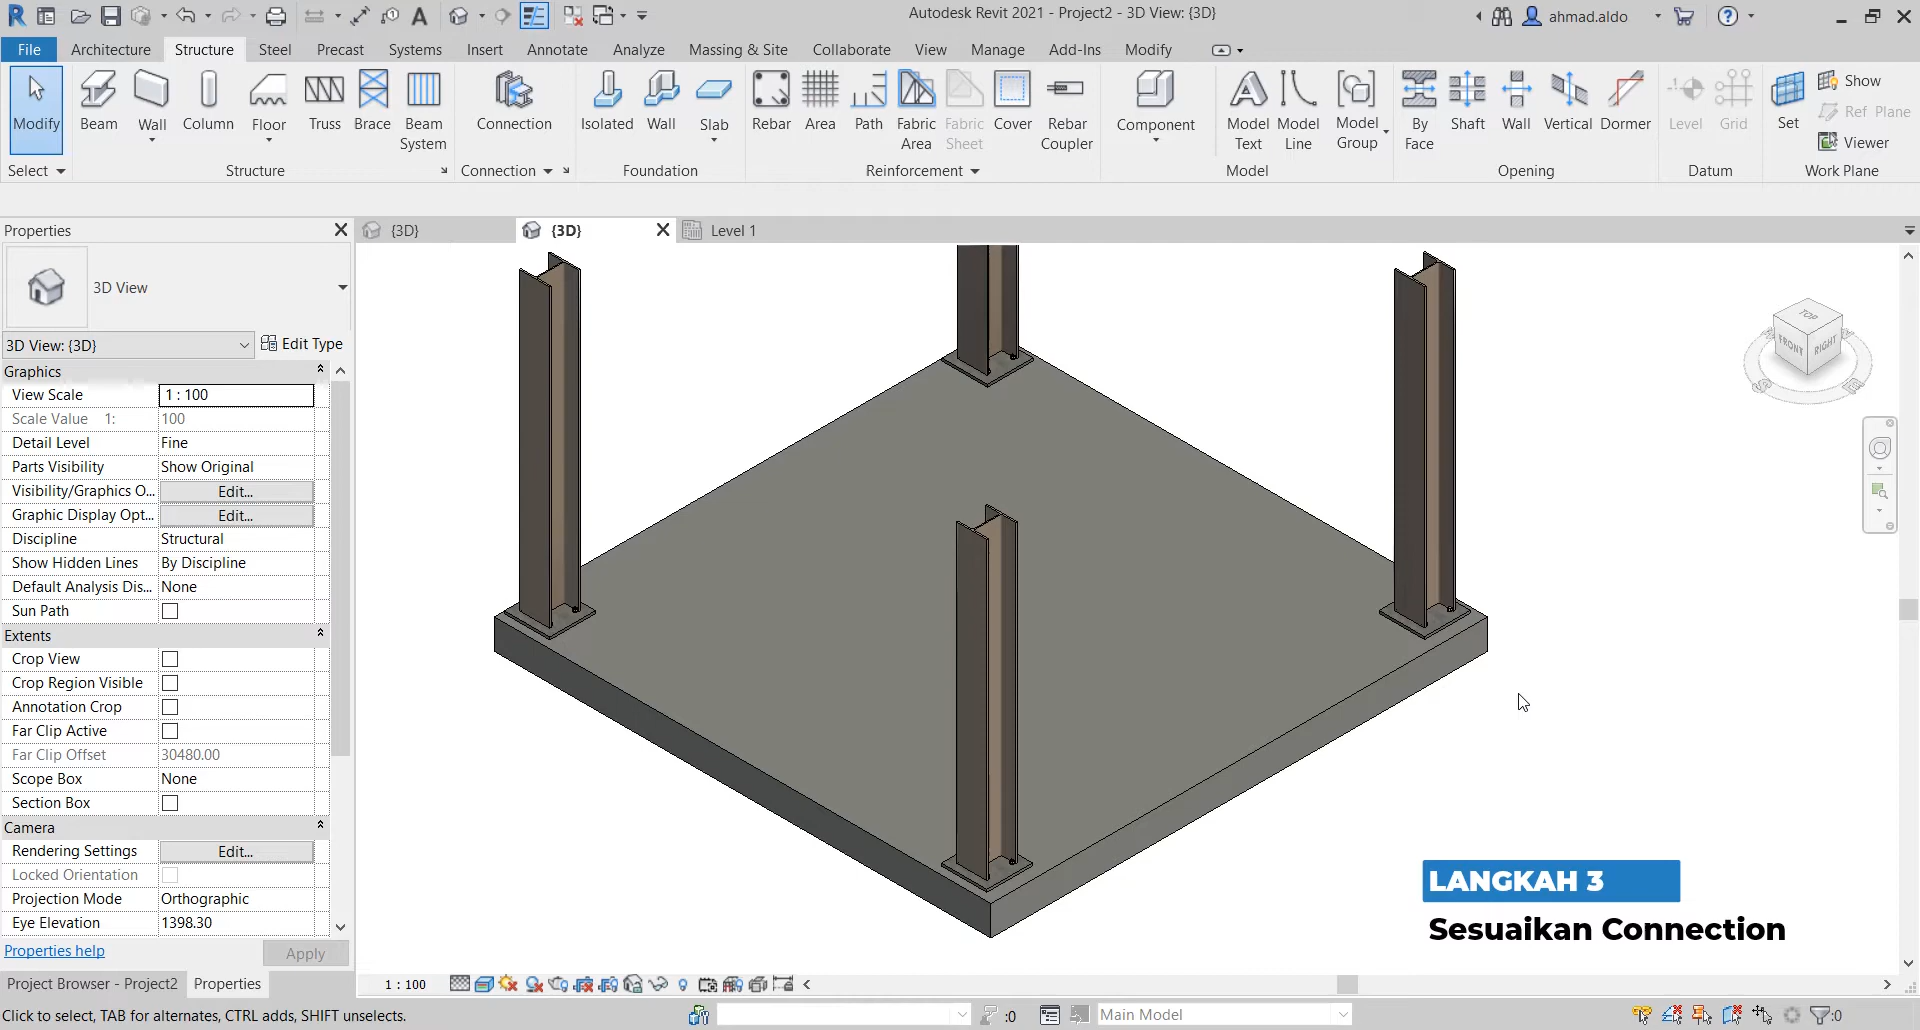 Autodesk Revit 2021 - Project2 - 3D View: {3D}
ahmad.aldo
File Architecture Structure Steel Precast Systems Insert Annotate Analyze Massing & Site Collaborate View Manage Add-Ins Modify
Modify
Beam
Wall
Column
Floor
Truss
Brace
Beam System
Connection
Isolated
Wall
Slab
Rebar
Area
Path
Fabric Area
Fabric Sheet
Cover
Rebar Coupler
Component
Model Text
Model Line
Model Group
By Face
Shaft
Wall
Vertical
Dormer
Level
Grid
Set
Show
Ref Plane
Viewer
Select
Structure
Connection
Foundation
Reinforcement
Model
Opening
Datum
Work Plane
Properties
{3D}
{3D}
Level 1
3D View
3D View: {3D}
Edit Type
Graphics
View Scale 1 : 100
Scale Value 1: 100
Detail Level Fine
Parts Visibility Show Original
Visibility/Graphics O... Edit...
Graphic Display Opt... Edit...
Discipline Structural
Show Hidden Lines By Discipline
Default Analysis Dis... None
Sun Path
Extents
Crop View
Crop Region Visible
Annotation Crop
Far Clip Active
Far Clip Offset 30480.00
Scope Box None
Section Box
Camera
Rendering Settings Edit...
Locked Orientation
Projection Mode Orthographic
Eye Elevation 1398.30
Properties help
Apply
Project Browser - Project2
Properties
TOP
FRONT
RIGHT
S
E
LANGKAH 3
Sesuaikan Connection
1 : 100
Click to select, TAB for alternates, CTRL adds, SHIFT unselects.
:0
Main Model
:0